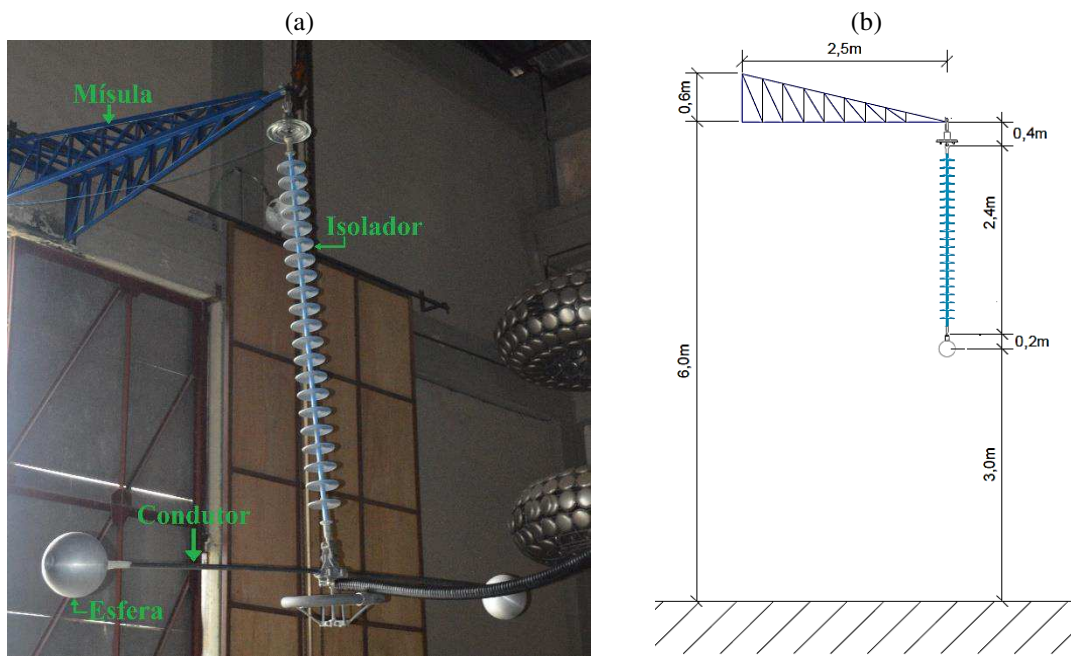 (a)
(b)
Mísula
Isolador
Condutor
Esfera
2,5m
0,6m
0,4m
2,4m
0,2m
6,0m
3,0m